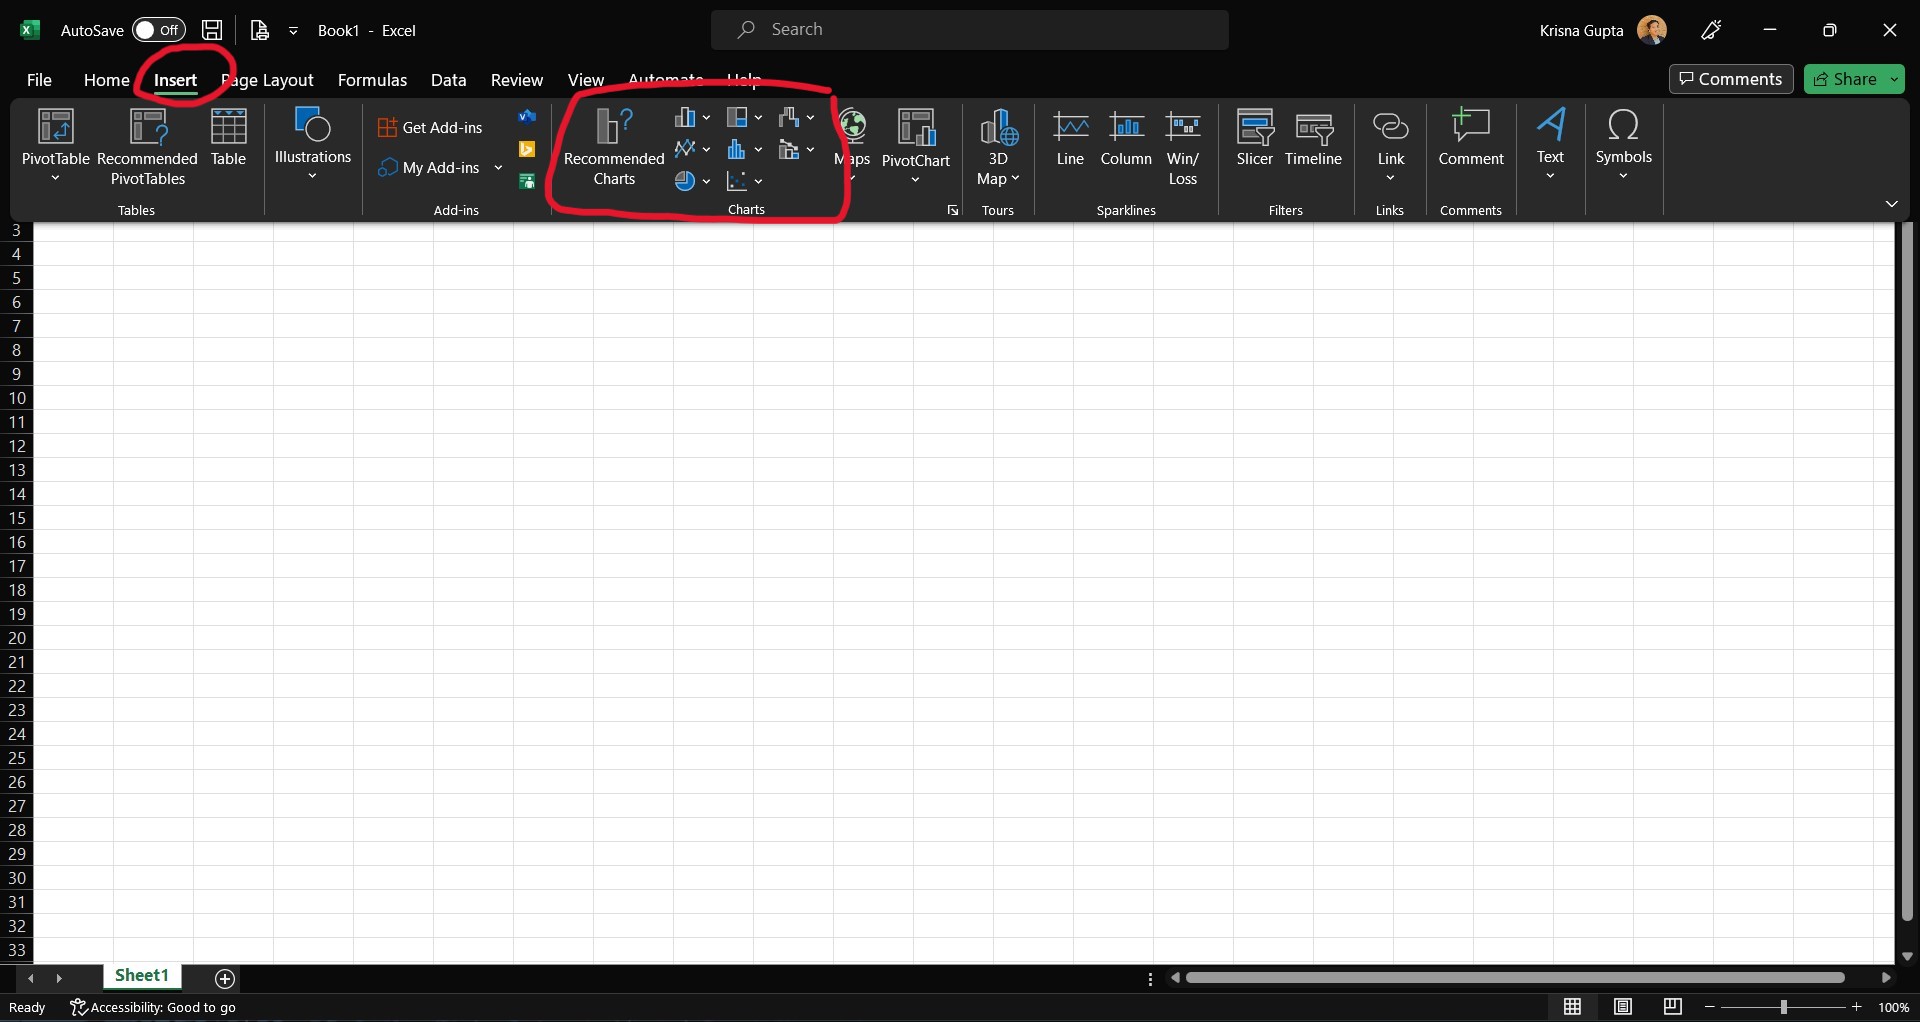 AutoSave Off Book1 - Excel Search Krisna Gupta
File Home Insert Page Layout Formulas Data Review View Automate Help Comments Share
PivotTable Recommended PivotTables Table
Tables
Illustrations
Get Add-ins
My Add-ins
Add-ins
Recommended Charts
Maps PivotChart
Charts
3D Map
Tours
Line Column Win/Loss
Sparklines
Slicer Timeline
Filters
Link
Links
Comment
Comments
Text
Symbols
3
4
5
6
7
8
9
10
11
12
13
14
15
16
17
18
19
20
21
22
23
24
25
26
27
28
29
30
31
32
33
Sheet1
Ready Accessibility: Good to go 100%